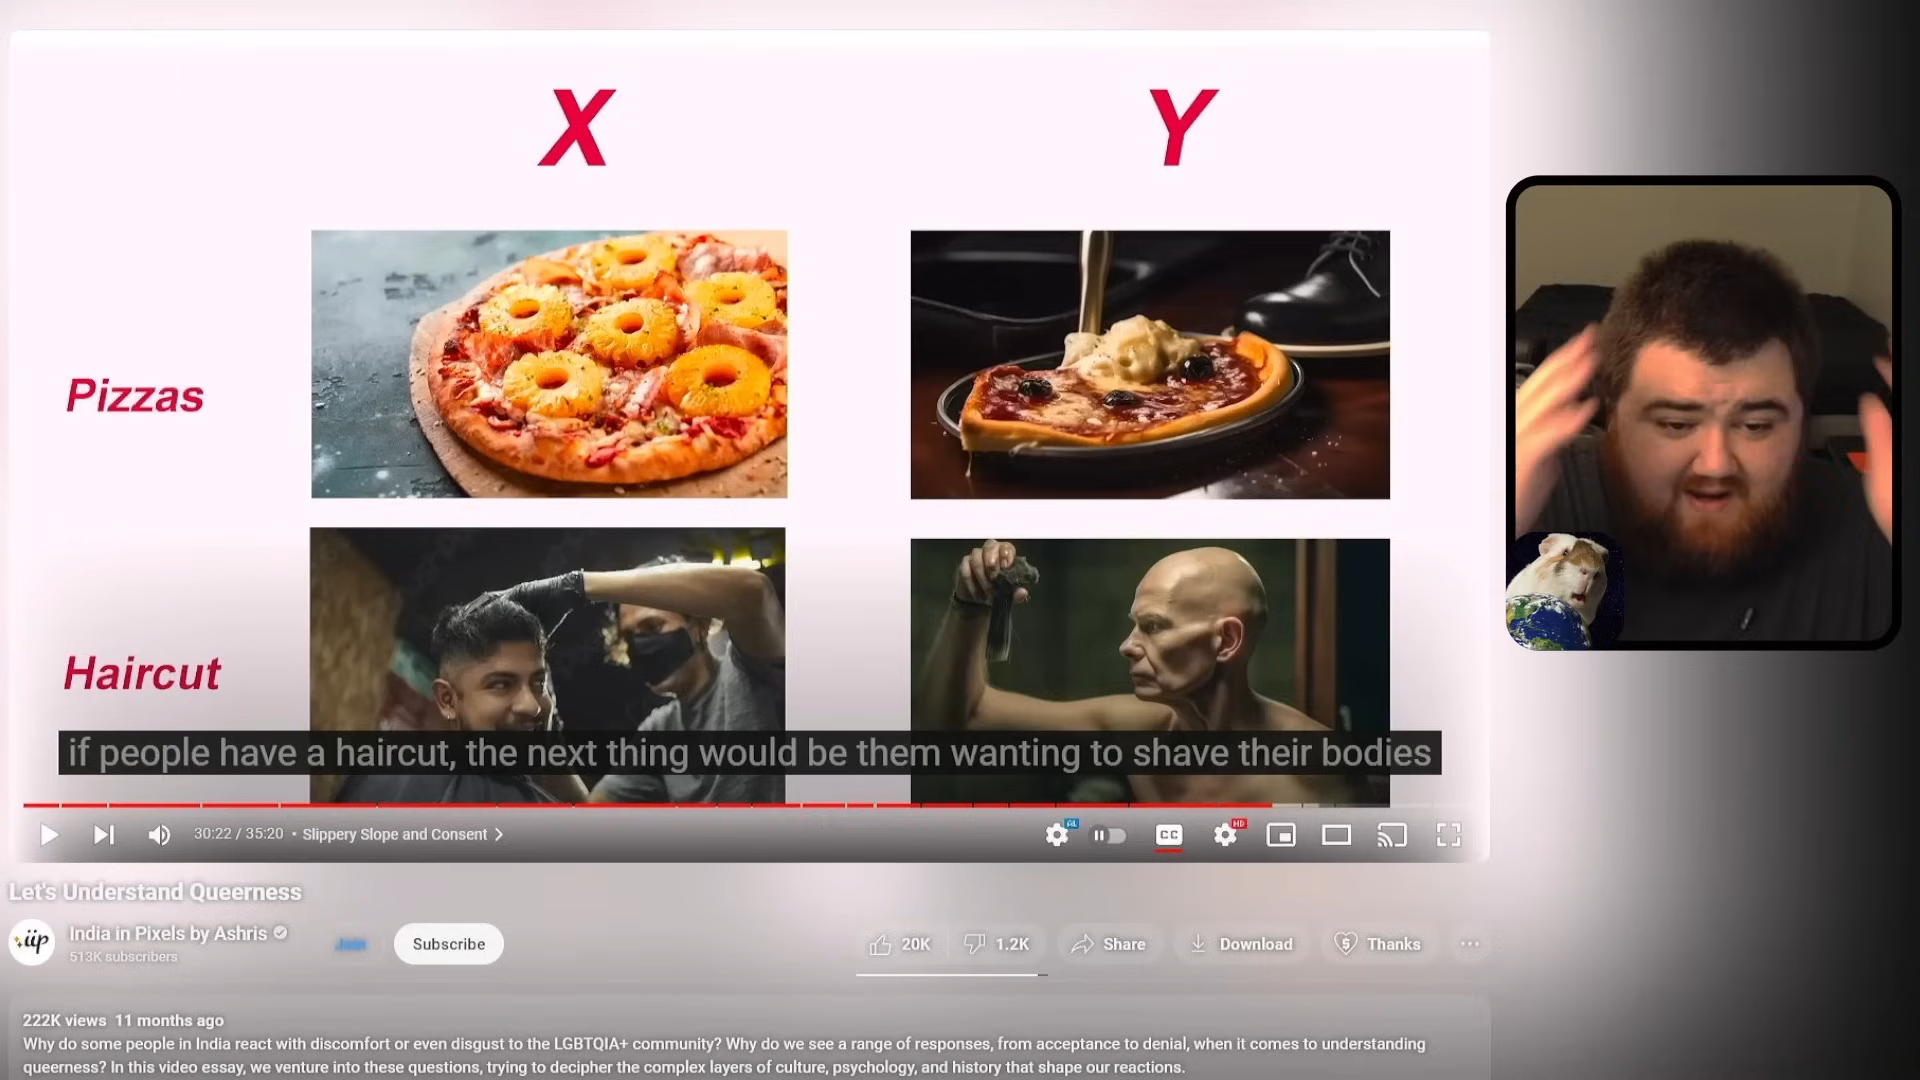 X Y
Pizzas
Haircut
if people have a haircut, the next thing would be them wanting to shave their bodies
30:22 / 35:20 • Slippery Slope and Consent
AL
CC
HD
Let's Understand Queerness
iip
India in Pixels by Ashris
513K subscribers
Join
Subscribe
20K
1.2K
Share
Download
Thanks
222K views 11 months ago
Why do some people in India react with discomfort or even disgust to the LGBTQIA+ community? Why do we see a range of responses, from acceptance to denial, when it comes to understanding
queerness? In this video essay, we venture into these questions, trying to decipher the complex layers of culture, psychology, and history that shape our reactions.